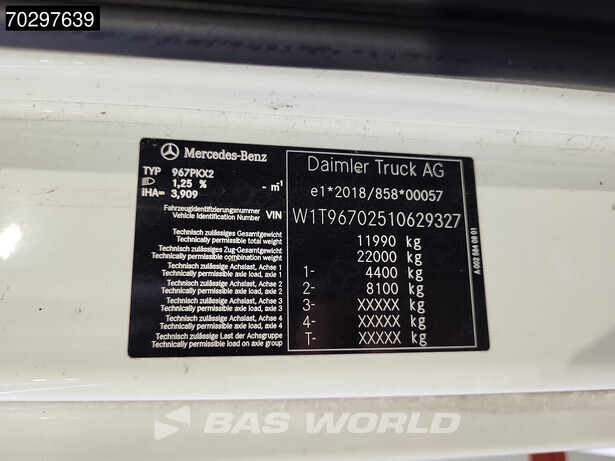 70297639
Mercedes-Benz
Daimler Truck AG
TYP 967PKX2
1,25 % - m⁻¹
iHA= 3,909
e1*2018/858*00057
Fahrzeugidentifizierungsnummer
Vehicle Identification Number VIN W1T96702510629327
Technisch zulässiges Gesamtgewicht
Technically permissible total weight 11990 kg
Technisch zulässiges Zug-Gesamtgewicht
Technically permissible combination weight 22000 kg
Technisch zulässige Achslast, Achse 1
Technically permissible axle load, axle 1 1- 4400 kg
Technisch zulässige Achslast, Achse 2
Technically permissible axle load, axle 2 2- 8100 kg
Technisch zulässige Achslast, Achse 3
Technically permissible axle load, axle 3 3- XXXXX kg
Technisch zulässige Achslast, Achse 4
Technically permissible axle load, axle 4 4- XXXXX kg
Technisch zulässige Last der Achsgruppe
Technically permissible load on axle group T- XXXXX kg
BAS WORLD